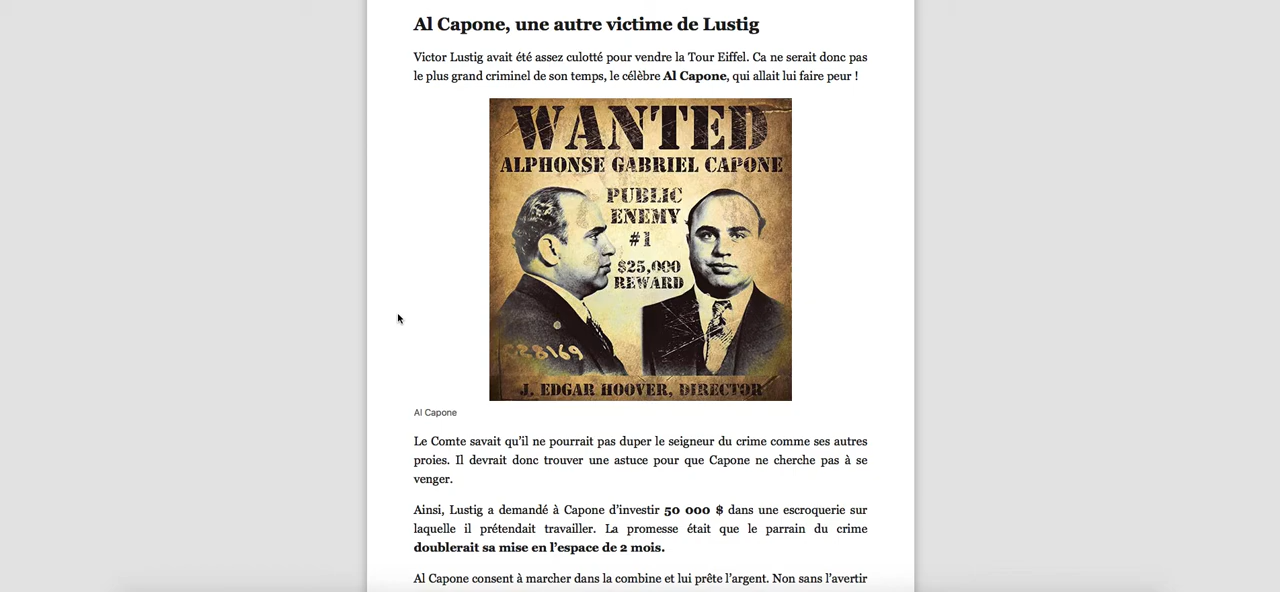 Al Capone, une autre victime de Lustig
Victor Lustig avait été assez culotté pour vendre la Tour Eiffel. Ca ne serait donc pas
le plus grand criminel de son temps, le célèbre Al Capone, qui allait lui faire peur !
WANTED
ALPHONSE GABRIEL CAPONE
PUBLIC
ENEMY
#1
$25,000
REWARD
C28169
J. EDGAR HOOVER, DIRECTOR
Al Capone
Le Comte savait qu’il ne pourrait pas duper le seigneur du crime comme ses autres
proies. Il devrait donc trouver une astuce pour que Capone ne cherche pas à se
venger.
Ainsi, Lustig a demandé à Capone d’investir 50 000 $ dans une escroquerie sur
laquelle il prétendait travailler. La promesse était que le parrain du crime
doublerait sa mise en l’espace de 2 mois.
Al Capone consent à marcher dans la combine et lui prête l’argent. Non sans l’avertir